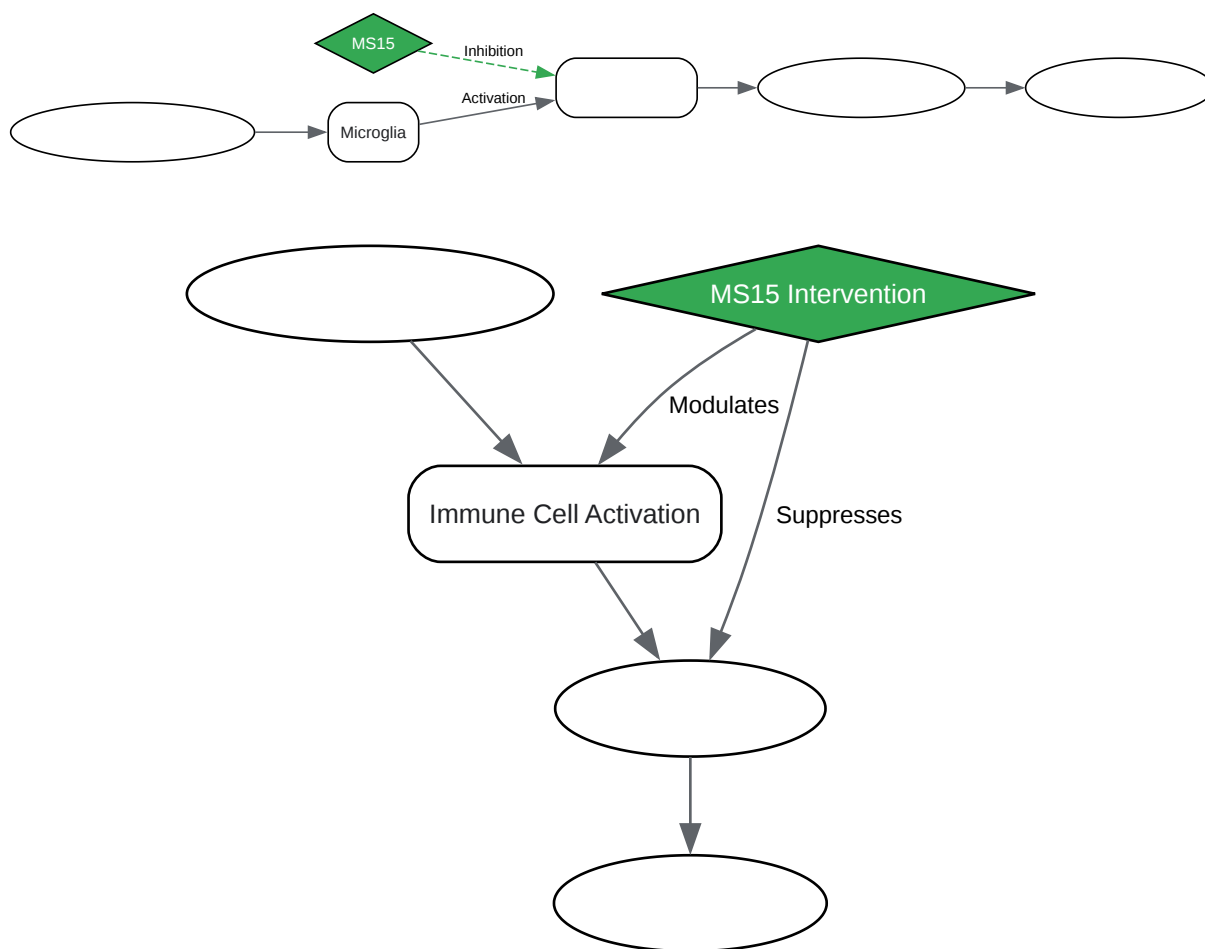 MS15
Inhibition
Activation
Microglia
MS15 Intervention
Modulates
Immune Cell Activation
Suppresses